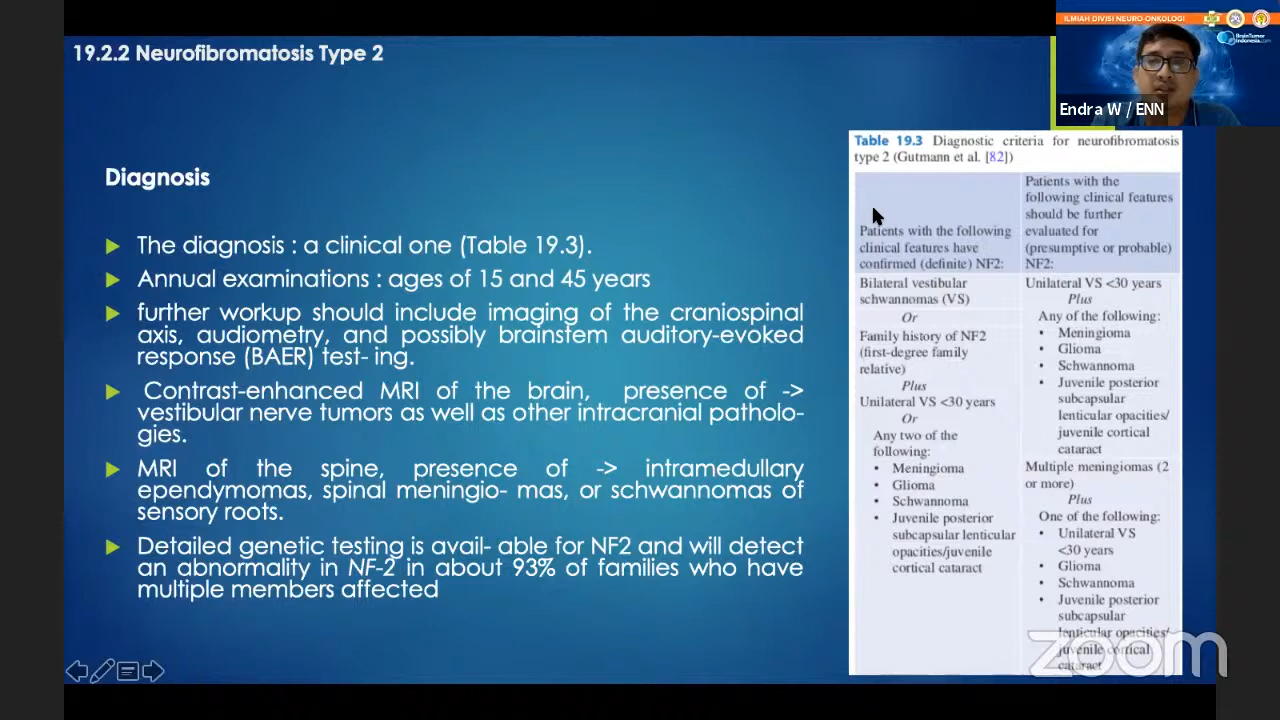 19.2.2 Neurofibromatosis Type 2
ILMIAH DIVISI NEURO-ONKOLOGI
BrainTumor
Indonesia.com
Endra W / ENN
Diagnosis
The diagnosis : a clinical one (Table 19.3).
Annual examinations : ages of 15 and 45 years
further workup should include imaging of the craniospinal
axis, audiometry, and possibly brainstem auditory-evoked
response (BAER) test- ing.
Contrast-enhanced MRI of the brain, presence of ->
vestibular nerve tumors as well as other intracranial patholo-
gies.
MRI of the spine, presence of -> intramedullary
ependymomas, spinal meningio- mas, or schwannomas of
sensory roots.
Detailed genetic testing is avail- able for NF2 and will detect
an abnormality in NF-2 in about 93% of families who have
multiple members affected
Table 19.3 Diagnostic criteria for neurofibromatosis
type 2 (Gutmann et al. [82])
Patients with the following
clinical features have
confirmed (definite) NF2:
Bilateral vestibular
schwannomas (VS)
Or
Family history of NF2
(first-degree family
relative)
Plus
Unilateral VS <30 years
Or
Any two of the
following:
• Meningioma
• Glioma
• Schwannoma
• Juvenile posterior
subcapsular lenticular
opacities/juvenile
cortical cataract
Patients with the
following clinical features
should be further
evaluated for
(presumptive or probable)
NF2:
Unilateral VS <30 years
Plus
Any of the following:
• Meningioma
• Glioma
• Schwannoma
• Juvenile posterior
subcapsular
lenticular opacities/
juvenile cortical
cataract
Multiple meningiomas (2
or more)
Plus
One of the following:
• Unilateral VS
<30 years
• Glioma
• Schwannoma
• Juvenile posterior
subcapsular
lenticular opacities/
juvenile cortical
cataract
zoom